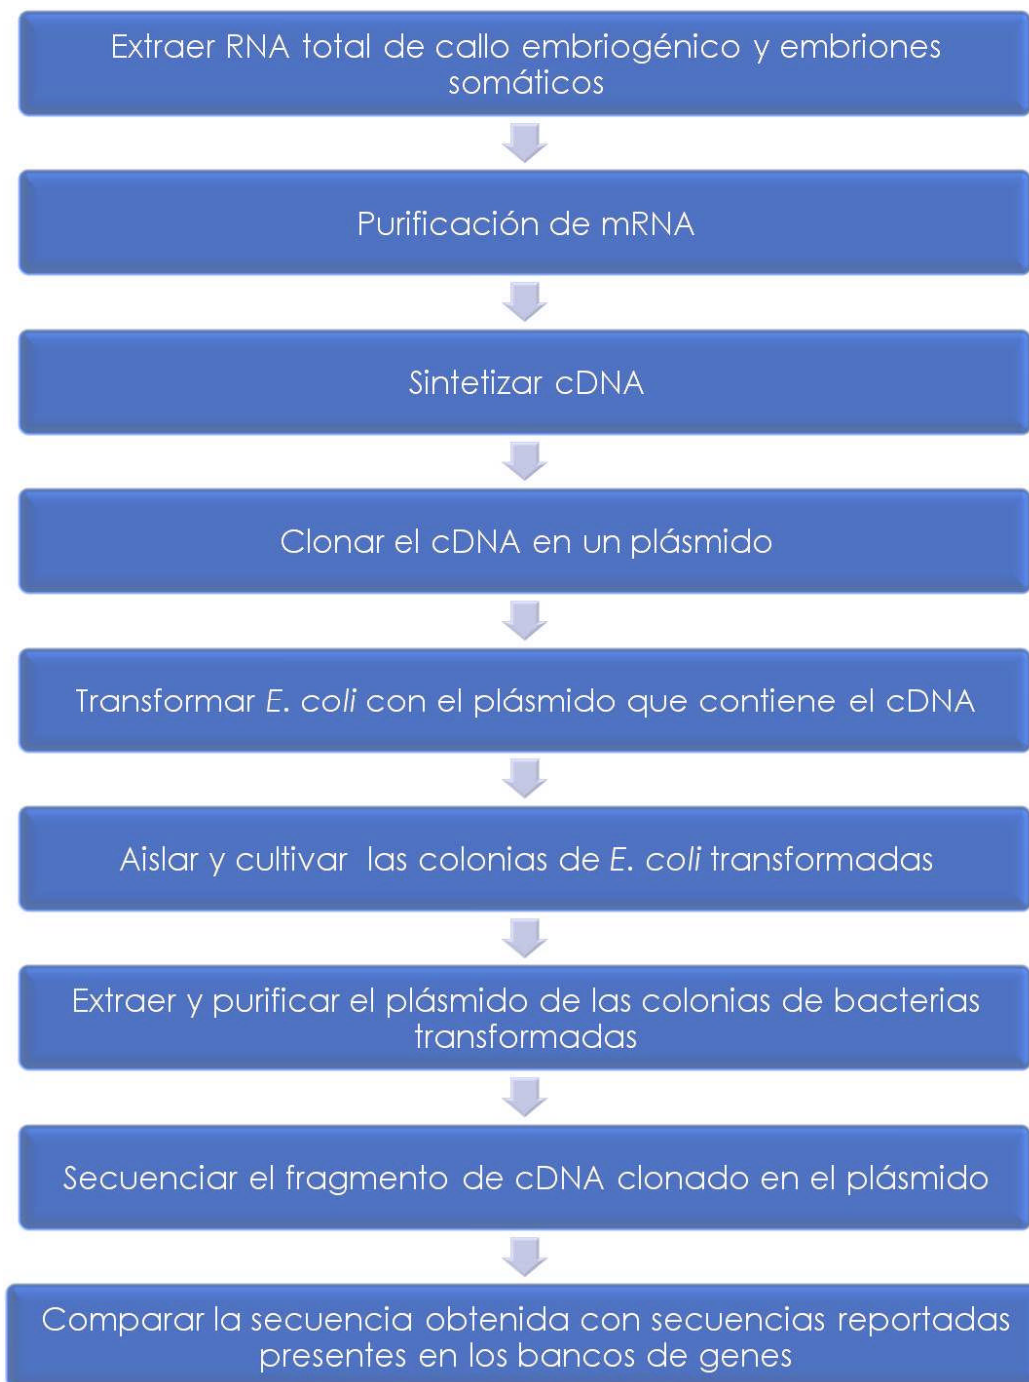 Extraer RNA total de callo embriogénico y embriones
somáticos
Purificación de mRNA
Sintetizar cDNA
Clonar el cDNA en un plásmido
Transformar E. coli con el plásmido que contiene el cDNA
Aislar y cultivar las colonias de E. coli transformadas
Extraer y purificar el plásmido de las colonias de bacterias
transformadas
Secuenciar el fragmento de cDNA clonado en el plásmido
Comparar la secuencia obtenida con secuencias reportadas
presentes en los bancos de genes